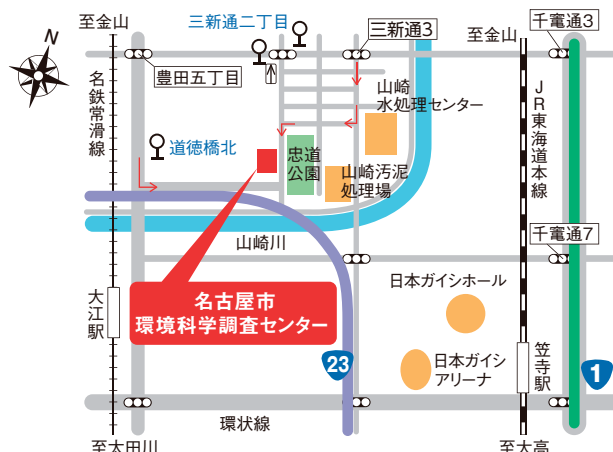 至金山
三新通二丁目
三新通3
至金山
千竈通3
N
豊田五丁目
名鉄常滑線
山崎
水処理センター
JR東海道本線
道徳橋北
忠道
公園
山崎汚泥
処理場
山崎川
千竈通7
大江駅
名古屋市
環境科学調査センター
日本ガイシホール
23
日本ガイシ
アリーナ
笠寺駅
1
環状線
至太田川
至大高